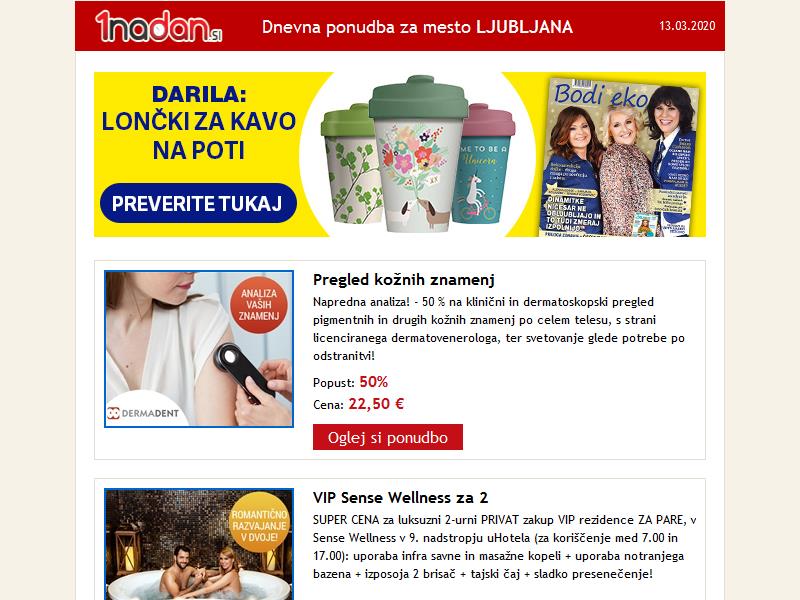 1nadan.si
Dnevna ponudba za mesto LJUBLJANA
13.03.2020
DARILA:
LONČKI ZA KAVO
NA POTI
PREVERITE TUKAJ
ME TO BE A
Unicorn
Bodi eko
DINAMITKE
NIČESAR NE
OBLJUBLJAJO IN
TO TUDI ZMERAJ
IZPOLNIJO
ANALIZA
VAŠIH
ZNAMENJ
DERMADENT
Pregled kožnih znamenj
Napredna analiza! - 50 % na klinični in dermatoskopski pregled
pigmentnih in drugih kožnih znamenj po celem telesu, s strani
licenciranega dermatovenerologa, ter svetovanje glede potrebe po
odstranitvi!
Popust: 50%
Cena: 22,50 €
Oglej si ponudbo
ROMANTIČNO
RAZVAJANJE
V DVOJE!
VIP Sense Wellness za 2
SUPER CENA za luksuzni 2-urni PRIVAT zakup VIP rezidence ZA PARE, v
Sense Wellness v 9. nadstropju uHotela (za koriščenje med 7.00 in
17.00): uporaba infra savne in masažne kopeli + uporaba notranjega
bazena + izposoja 2 brisač + tajski čaj + sladko presenečenje!